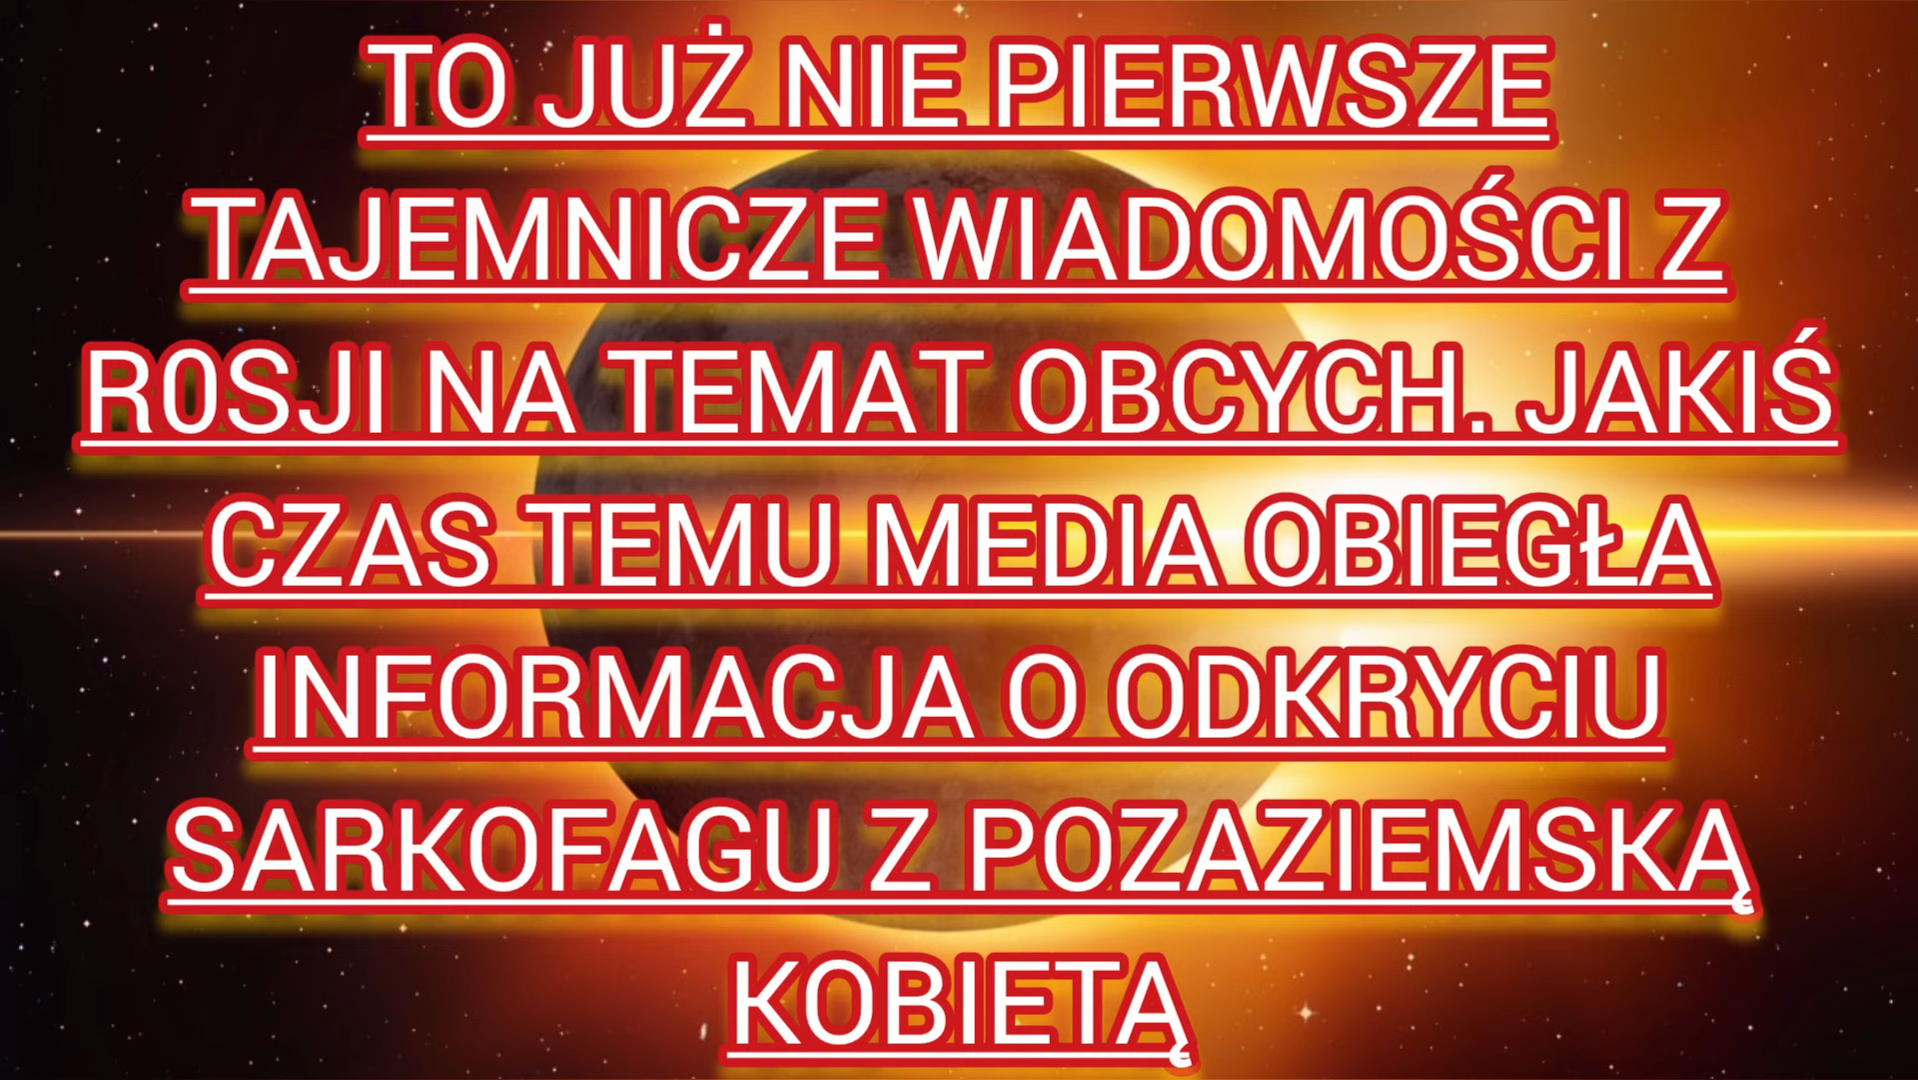 TO JUŻ NIE PIERWSZE
TAJEMNICZE WIADOMOŚCI Z
R0SJI NA TEMAT OBCYCH. JAKIŚ
CZAS TEMU MEDIA OBIEGŁA
INFORMACJA O ODKRYCIU
SARKOFAGU Z POZAZIEMSKĄ
KOBIETĄ